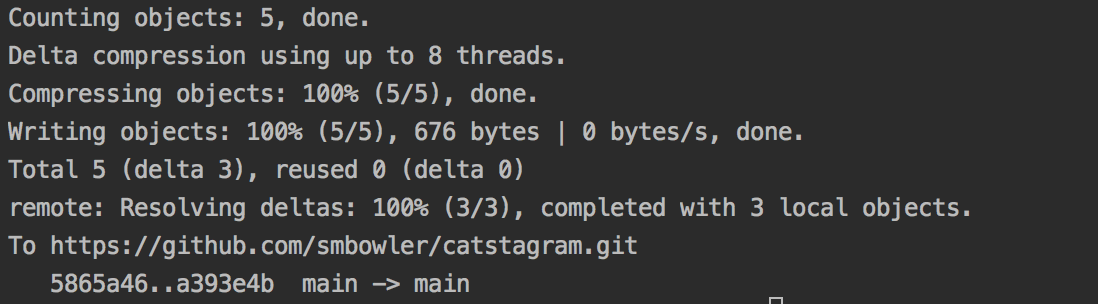 Counting objects: 5, done.
Delta compression using up to 8 threads.
Compressing objects: 100% (5/5), done.
Writing objects: 100% (5/5), 676 bytes | 0 bytes/s, done.
Total 5 (delta 3), reused 0 (delta 0)
remote: Resolving deltas: 100% (3/3), completed with 3 local objects.
To https://github.com/smbowler/catstagram.git
   5865a46..a393e4b  main -> main